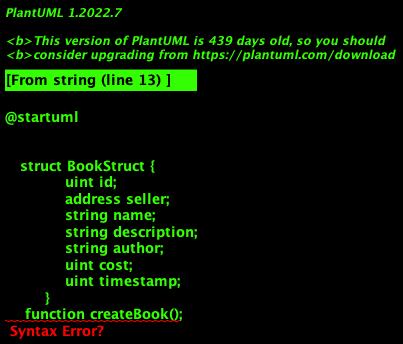 PlantUML 1.2022.7
<b>This version of PlantUML is 439 days old, so you should
<b>consider upgrading from https://plantuml.com/download
[From string (line 13) ]
@startuml
struct BookStruct {
uint id;
address seller;
string name;
string description;
string author;
uint cost;
uint timestamp;
}
function createBook();
Syntax Error?